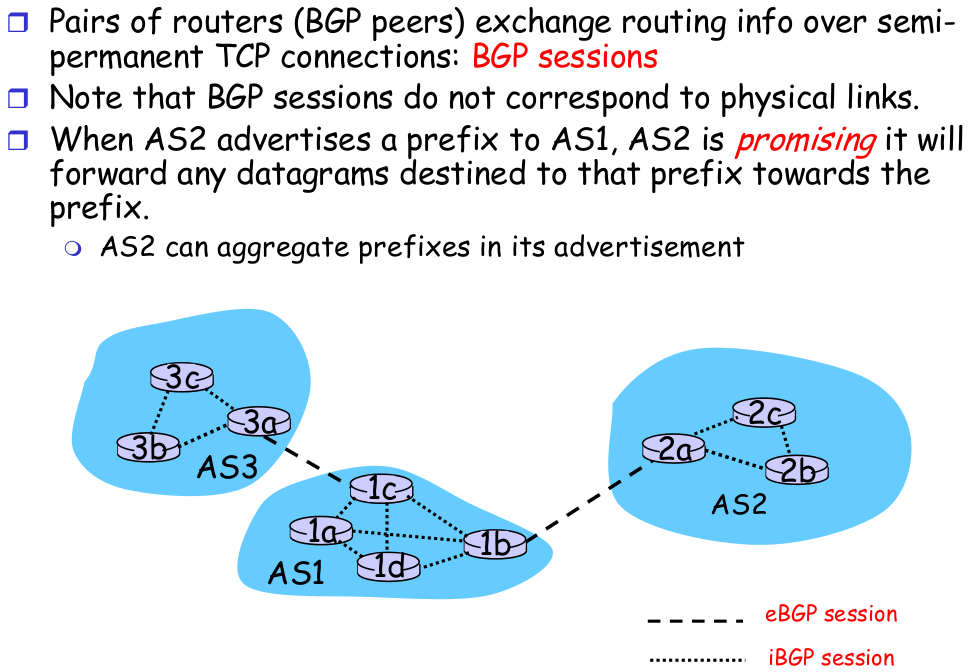 Pairs of routers (BGP peers) exchange routing info over semi-
permanent TCP connections: BGP sessions
Note that BGP sessions do not correspond to physical links.
When AS2 advertises a prefix to AS1, AS2 is promising it will
forward any datagrams destined to that prefix towards the
prefix.
AS2 can aggregate prefixes in its advertisement
3c
3a
3b
AS3
2c
2a
2b
AS2
1c
1a
1b
1d
AS1
eBGP session
iBGP session